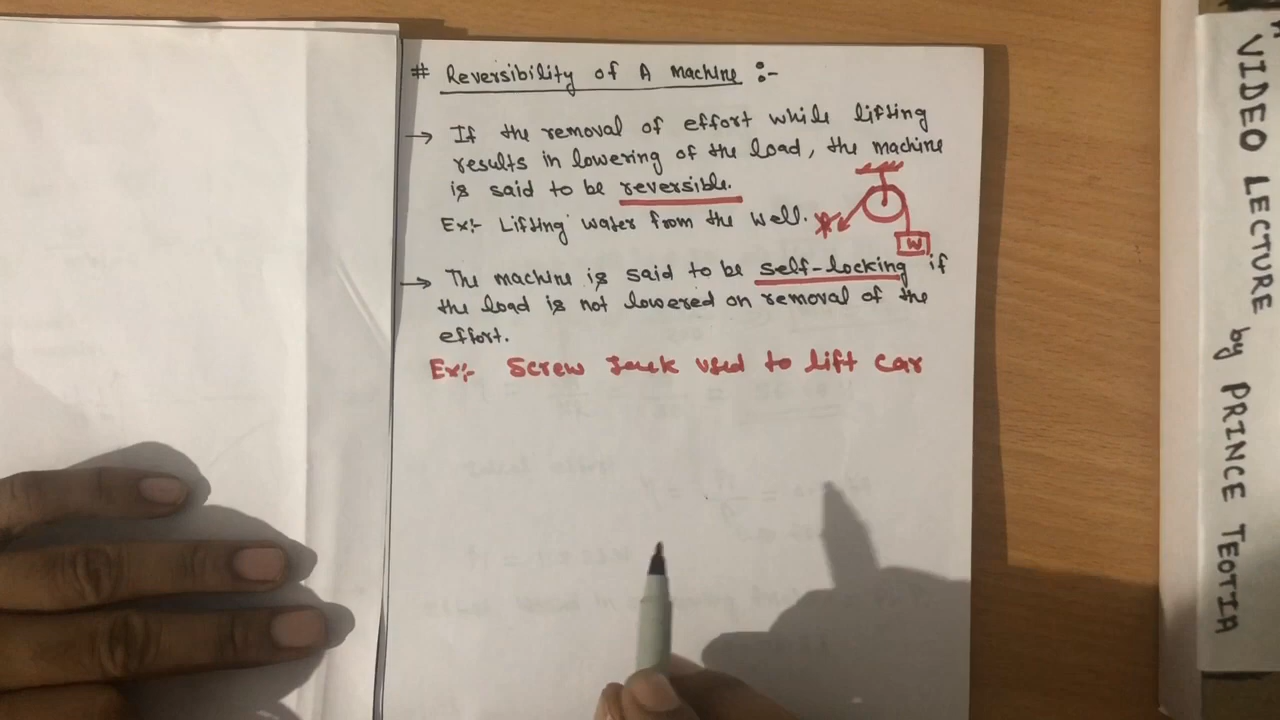 # Reversibility of A Machine :-
→ If the removal of effort while lifting
results in lowering of the load, the machine
is said to be reversible.
Ex:- Lifting water from the well.
W
→ The machine is said to be self-locking if
the load is not lowered on removal of the
effort.
Ex:- Screw Jack used to lift car
VIDEO LECTURE by PRINCE TEOTIA